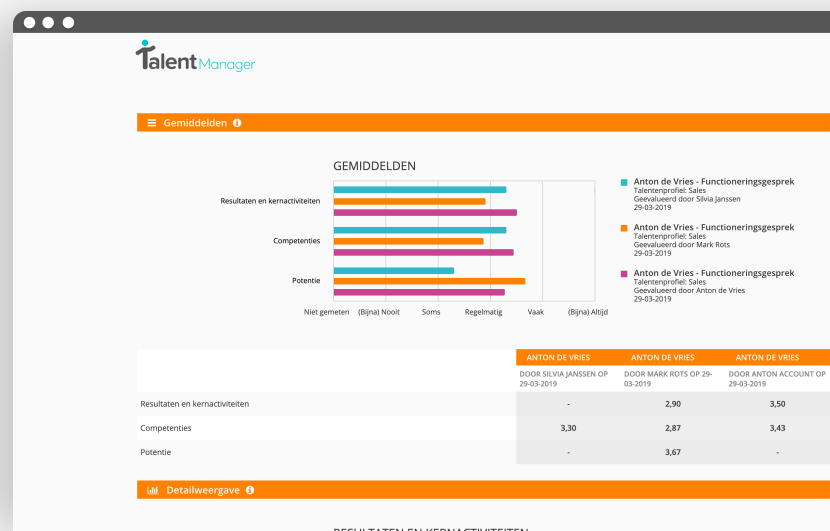 Talent Manager
Gemiddelden
GEMIDDELDEN
Resultaten en kernactiviteiten
Competenties
Potentie
Niet gemeten (Bijna) Nooit Soms Regelmatig Vaak (Bijna) Altijd
Anton de Vries - Functioneringsgesprek
Talentenprofiel: Sales
Geevalueerd door Silvia Janssen
29-03-2019
Anton de Vries - Functioneringsgesprek
Talentenprofiel: Sales
Geevalueerd door Mark Rots
29-03-2019
Anton de Vries - Functioneringsgesprek
Talentenprofiel: Sales
Geevalueerd door Anton de Vries
29-03-2019
ANTON DE VRIES ANTON DE VRIES ANTON DE VRIES
DOOR SILVIA JANSSEN OP DOOR MARK ROTS OP 29- DOOR ANTON ACCOUNT OP
29-03-2019 03-2019 29-03-2019
Resultaten en kernactiviteiten - 2,90 3,50
Competenties 3,30 2,87 3,43
Potentie - 3,67 -
Detailweergave
RESULTATEN EN KERNACTIVITEITEN